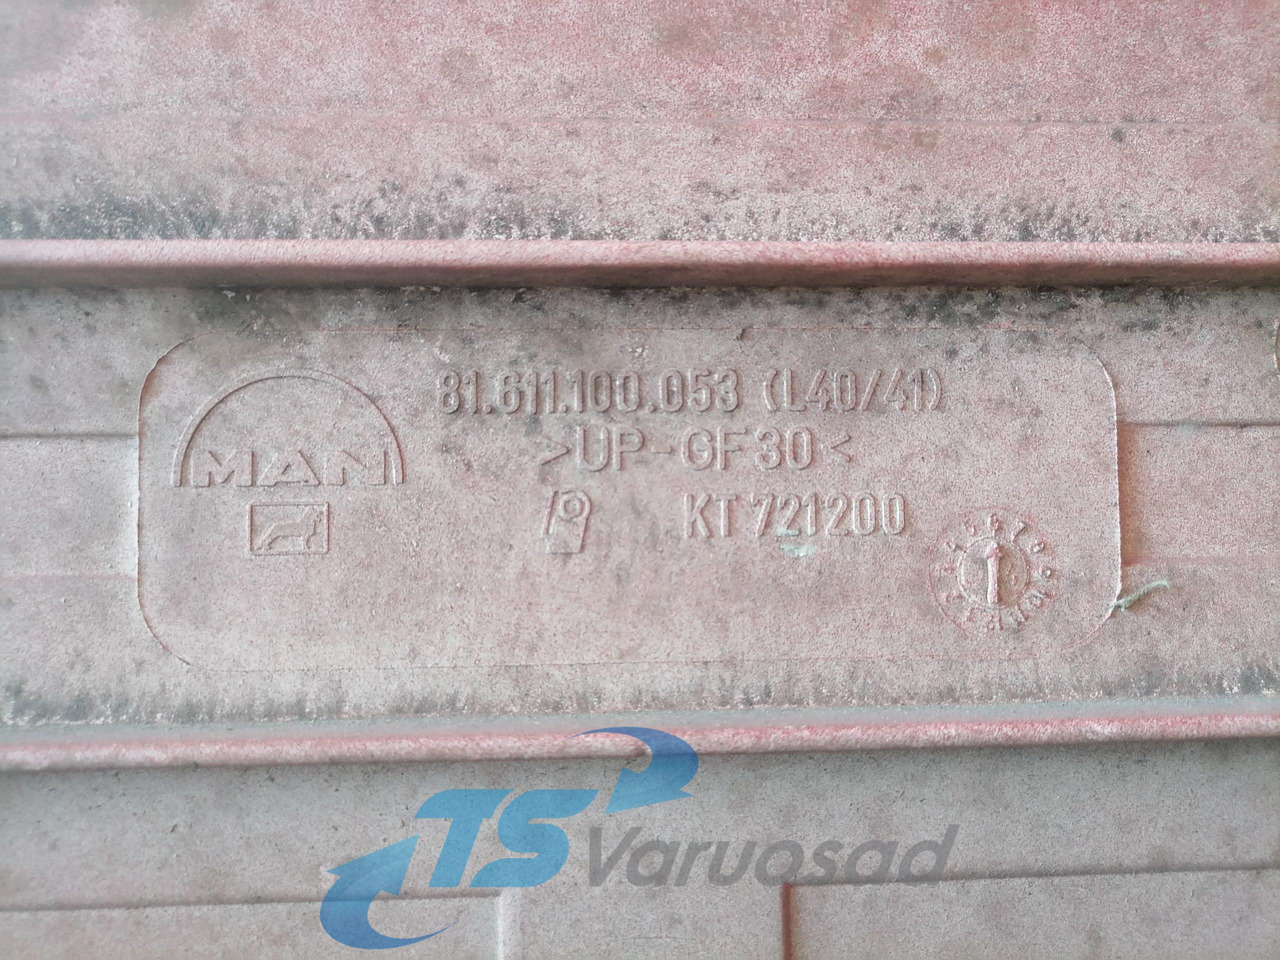 81.611.100.053 (L40/41)
MAN
>UP-GF30<
KT 721200
TS Varuosad